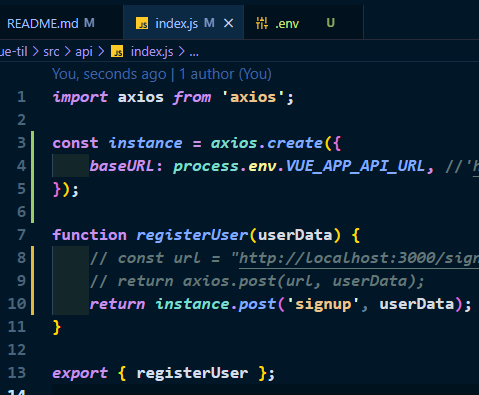 README.md M
JS index.js M ×
.env U
ue-til > src > api > JS index.js > ...
You, seconds ago | 1 author (You)
1 import axios from 'axios';
2
3 const instance = axios.create({
4 baseURL: process.env.VUE_APP_API_URL, //'h
5 });
6
7 function registerUser(userData) {
8 // const url = "http://localhost:3000/sign
9 // return axios.post(url, userData);
10 return instance.post('signup', userData);
11 }
12
13 export { registerUser };
14